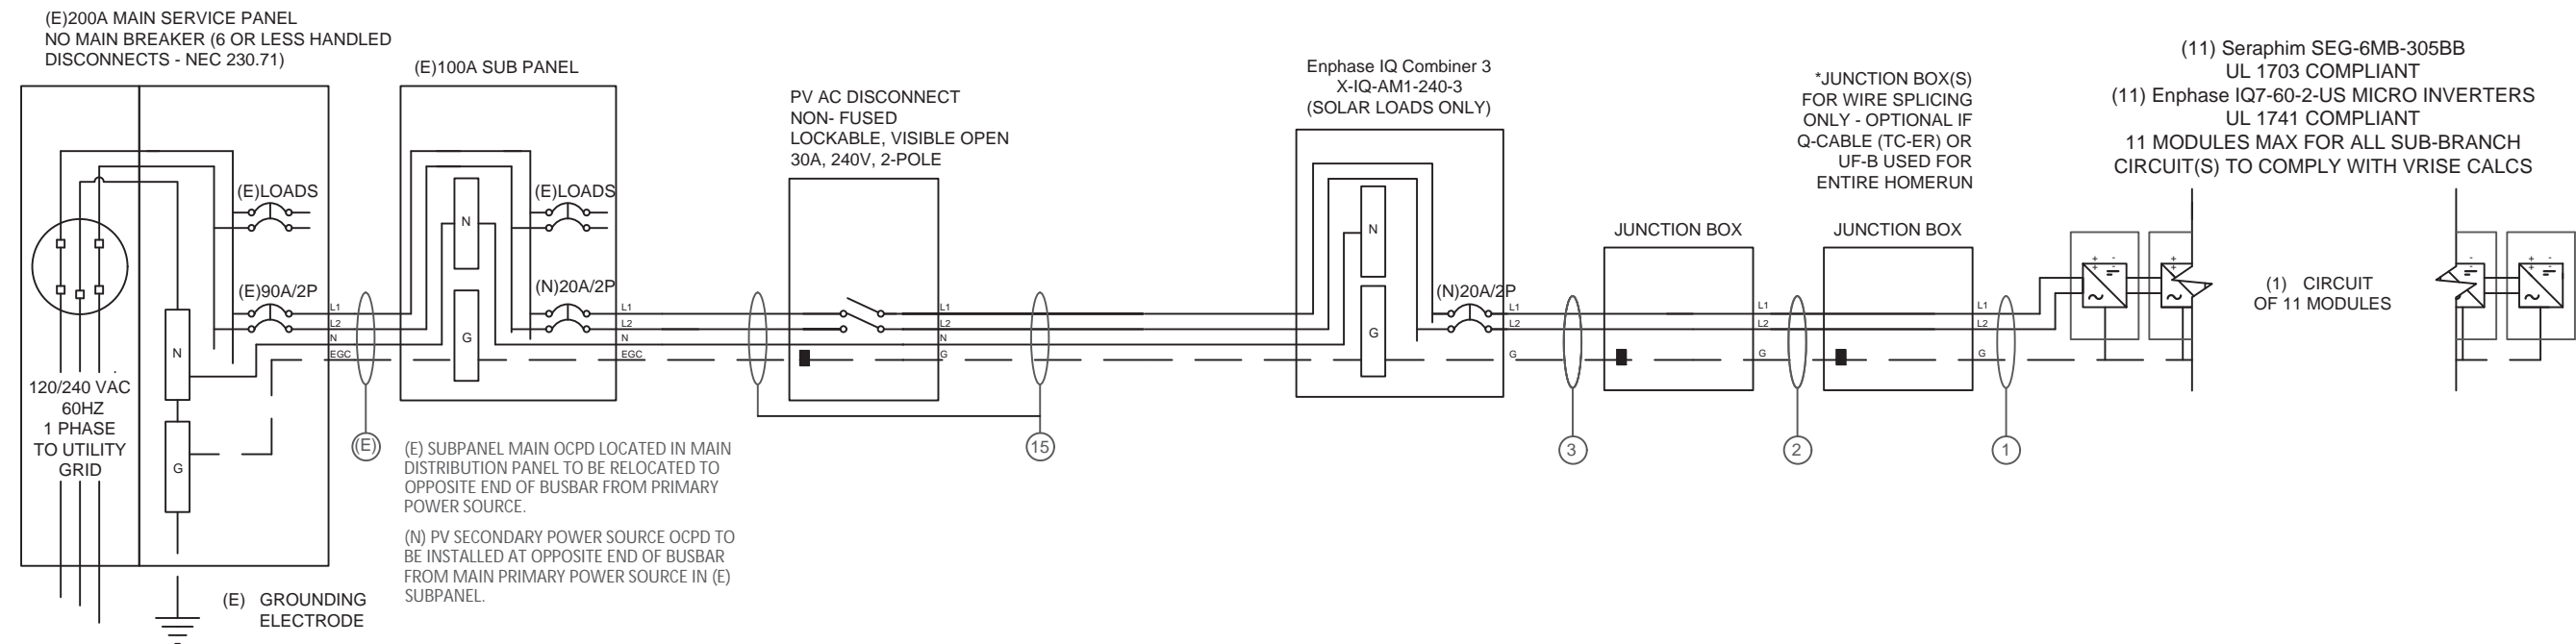 (E)200A MAIN SERVICE PANEL
NO MAIN BREAKER (6 OR LESS HANDLED
DISCONNECTS - NEC 230.71)
(E)LOADS
(E)90A/2P
L1
L2
N
EGC
N
G
120/240 VAC
60HZ
1 PHASE
TO UTILITY
GRID
(E) GROUNDING
ELECTRODE
(E)
(E)100A SUB PANEL
N
G
(E)LOADS
(N)20A/2P
L1
L2
N
EGC
(E) SUBPANEL MAIN OCPD LOCATED IN MAIN
DISTRIBUTION PANEL TO BE RELOCATED TO
OPPOSITE END OF BUSBAR FROM PRIMARY
POWER SOURCE.
(N) PV SECONDARY POWER SOURCE OCPD TO
BE INSTALLED AT OPPOSITE END OF BUSBAR
FROM MAIN PRIMARY POWER SOURCE IN (E)
SUBPANEL.
PV AC DISCONNECT
NON- FUSED
LOCKABLE, VISIBLE OPEN
30A, 240V, 2-POLE
L1
L2
N
G
15
Enphase IQ Combiner 3
X-IQ-AM1-240-3
(SOLAR LOADS ONLY)
N
G
(N)20A/2P
L1
L2
G
3
JUNCTION BOX
L1
L2
G
2
*JUNCTION BOX(S)
FOR WIRE SPLICING
ONLY - OPTIONAL IF
Q-CABLE (TC-ER) OR
UF-B USED FOR
ENTIRE HOMERUN
JUNCTION BOX
L1
L2
G
1
(11) Seraphim SEG-6MB-305BB
UL 1703 COMPLIANT
(11) Enphase IQ7-60-2-US MICRO INVERTERS
UL 1741 COMPLIANT
11 MODULES MAX FOR ALL SUB-BRANCH
CIRCUIT(S) TO COMPLY WITH VRISE CALCS
(1) CIRCUIT
OF 11 MODULES